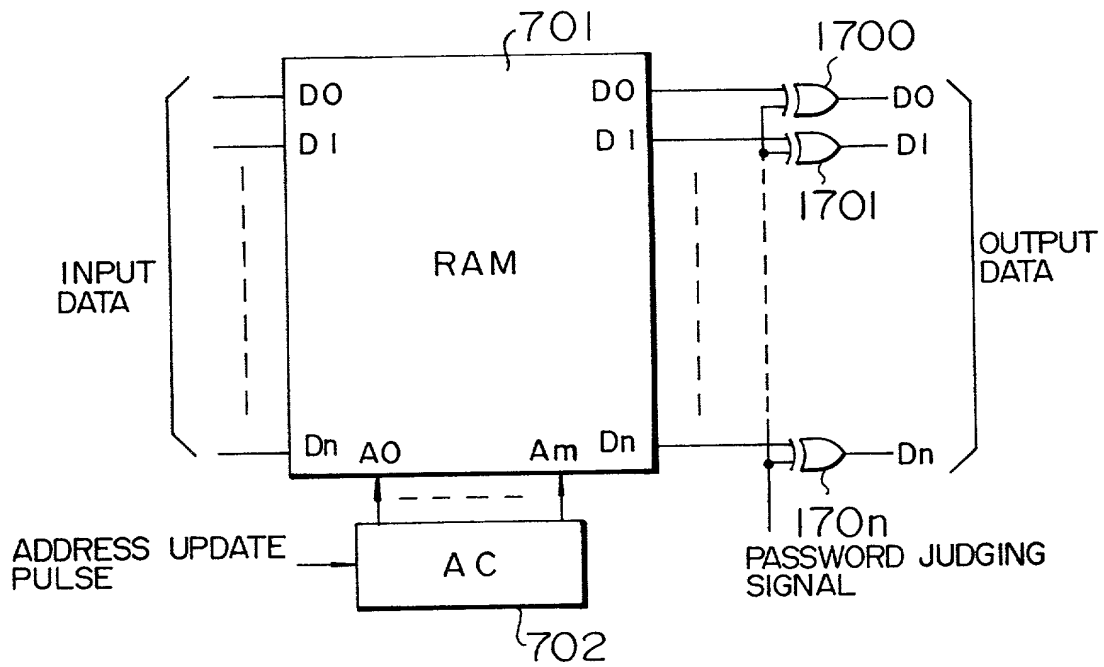 701
1700
D0 D0 D0
D1 D1 D1
1701
INPUT
DATA
RAM
OUTPUT
DATA
Dn A0 Am Dn Dn
170n
ADDRESS UPDATE
PULSE
AC
PASSWORD JUDGING
SIGNAL
702